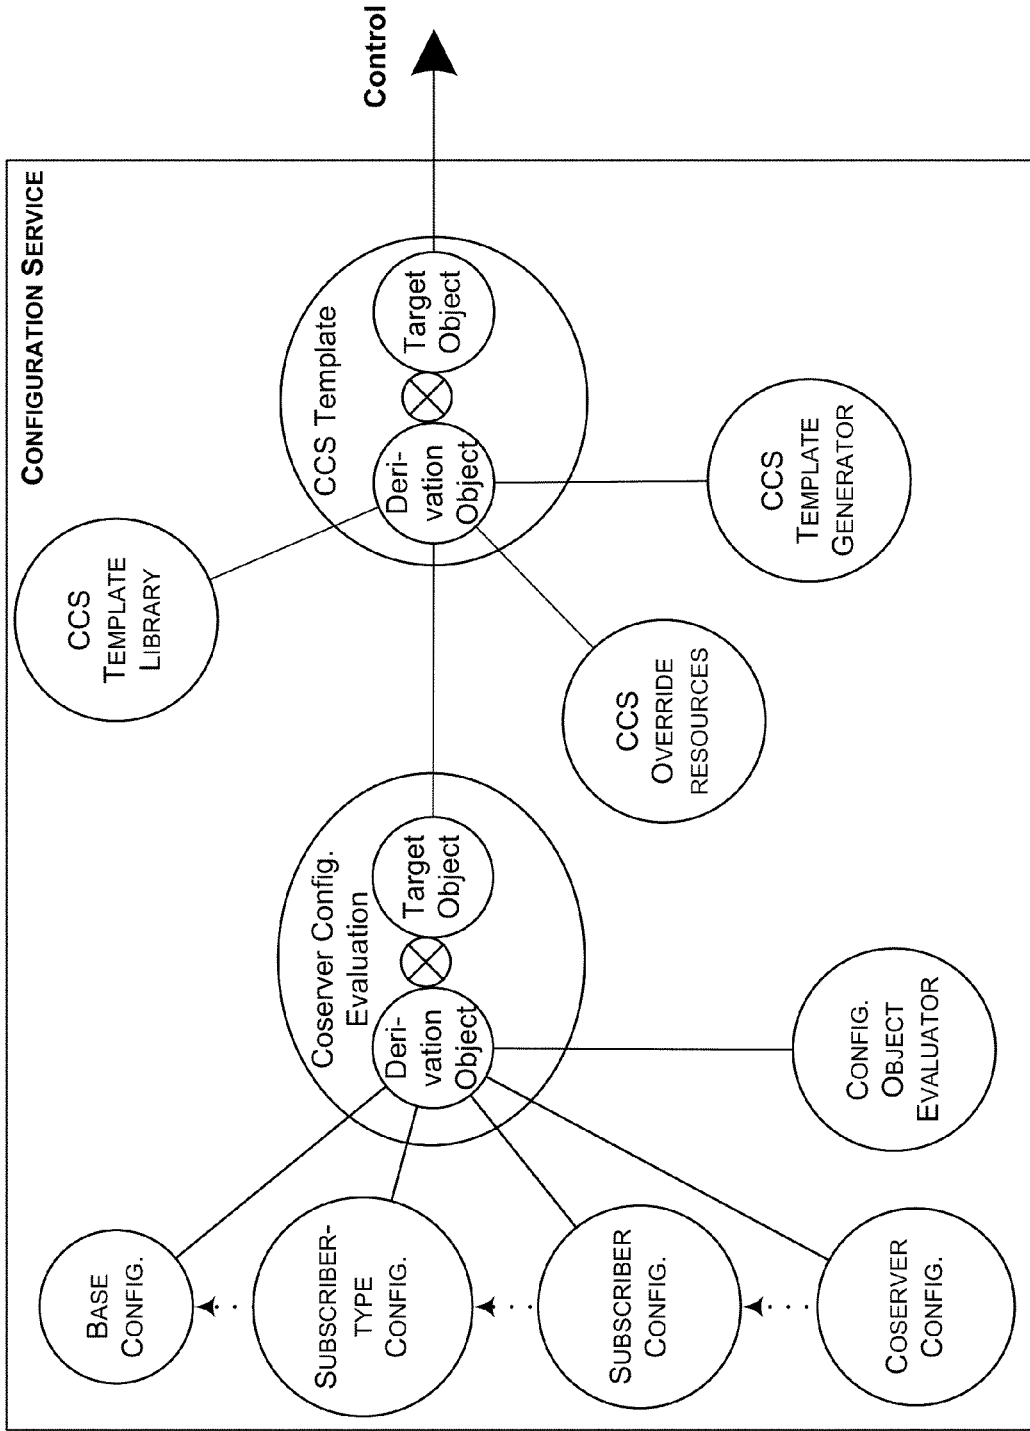 CONFIGURATION SERVICE
Control
BASE
CONFIG.
SUBSCRIBER-
TYPE
CONFIG.
SUBSCRIBER
CONFIG.
COSERVER
CONFIG.
Coserver Config.
Evaluation
Deri-
vation
Object
Target
Object
CONFIG.
OBJECT
EVALUATOR
CCS
TEMPLATE
LIBRARY
CCS
OVERRIDE
RESOURCES
CCS Template
Deri-
vation
Object
Target
Object
CCS
TEMPLATE
GENERATOR